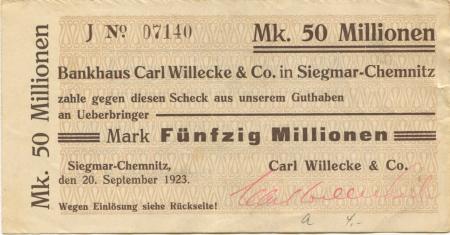 Mk. 50 Millionen
J No 07140
Mk. 50 Millionen
Bankhaus Carl Willecke & Co. in Siegmar-Chemnitz
zahle gegen diesen Scheck aus unserem Guthaben
an Ueberbringer
Mark Fünfzig Millionen
Siegmar-Chemnitz,
den 20. September 1923.
Carl Willecke & Co.
Wegen Einlösung siehe Rückseite!
a 4.-